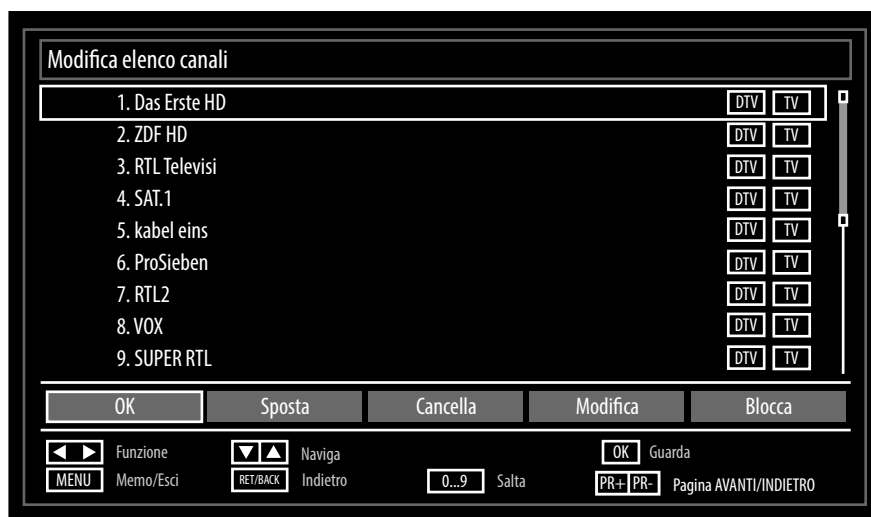 Modifica elenco canali
1. Das Erste HD DTV TV
2. ZDF HD DTV TV
3. RTL Televisi DTV TV
4. SAT.1 DTV TV
5. kabel eins DTV TV
6. ProSieben DTV TV
7. RTL2 DTV TV
8. VOX DTV TV
9. SUPER RTL DTV TV
OK Sposta Cancella Modifica Blocca
Funzione Naviga OK Guarda
MENU Memo/Esci RET/BACK Indietro 0...9 Salta PR+ PR- Pagina AVANTI/INDIETRO